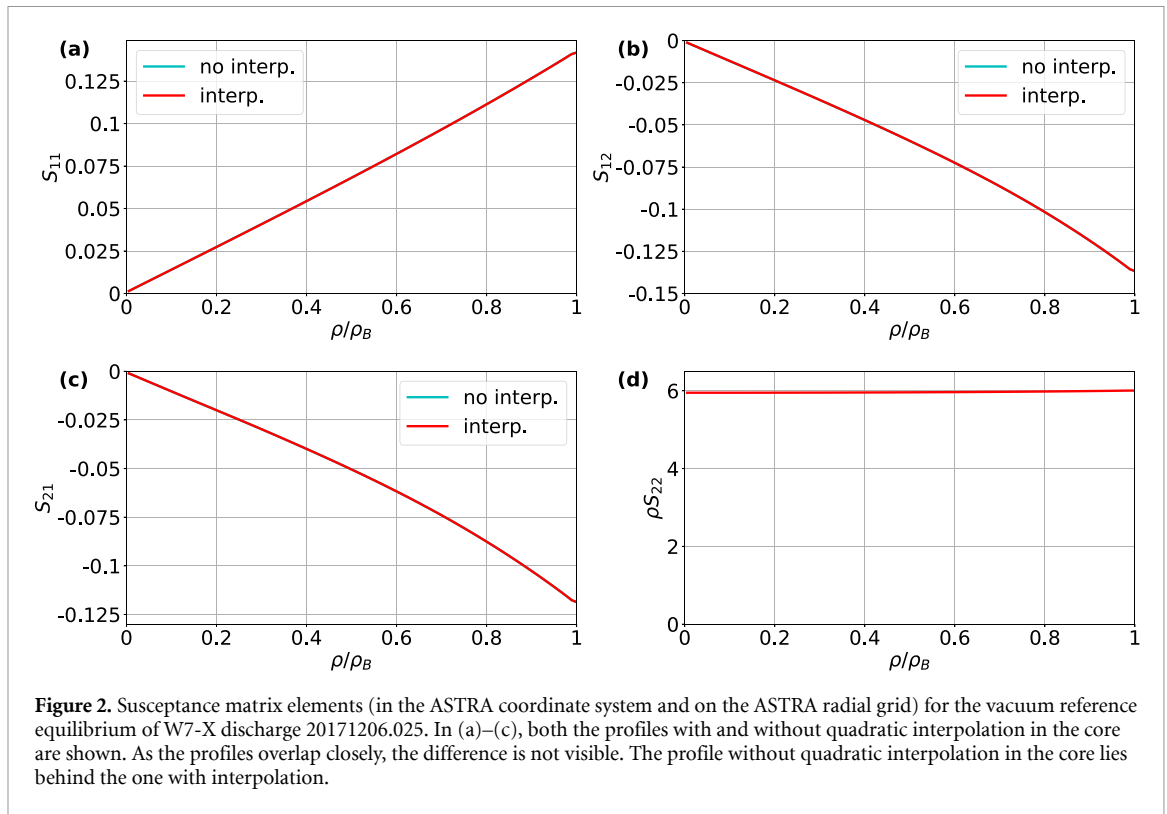 (a)
no interp.
interp.
0.125
0.1
0.075
0.05
0.025
0
S11
0 0.2 0.4 0.6 0.8 1
ρ/ρB
(b)
no interp.
interp.
0
-0.025
-0.05
-0.075
-0.1
-0.125
-0.15
S12
0 0.2 0.4 0.6 0.8 1
ρ/ρB
(c)
no interp.
interp.
0
-0.025
-0.05
-0.075
-0.1
-0.125
S21
0 0.2 0.4 0.6 0.8 1
ρ/ρB
(d)
6
4
2
0
ρS22
0 0.2 0.4 0.6 0.8 1
ρ/ρB
Figure 2. Susceptance matrix elements (in the ASTRA coordinate system and on the ASTRA radial grid) for the vacuum reference
equilibrium of W7-X discharge 20171206.025. In (a)–(c), both the profiles with and without quadratic interpolation in the core
are shown. As the profiles overlap closely, the difference is not visible. The profile without quadratic interpolation in the core lies
behind the one with interpolation.